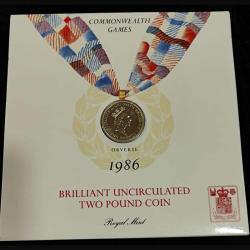 COMMONWEALTH
GAMES
OBVERSE
1986
BRILLIANT UNCIRCULATED
TWO POUND COIN
Royal Mint